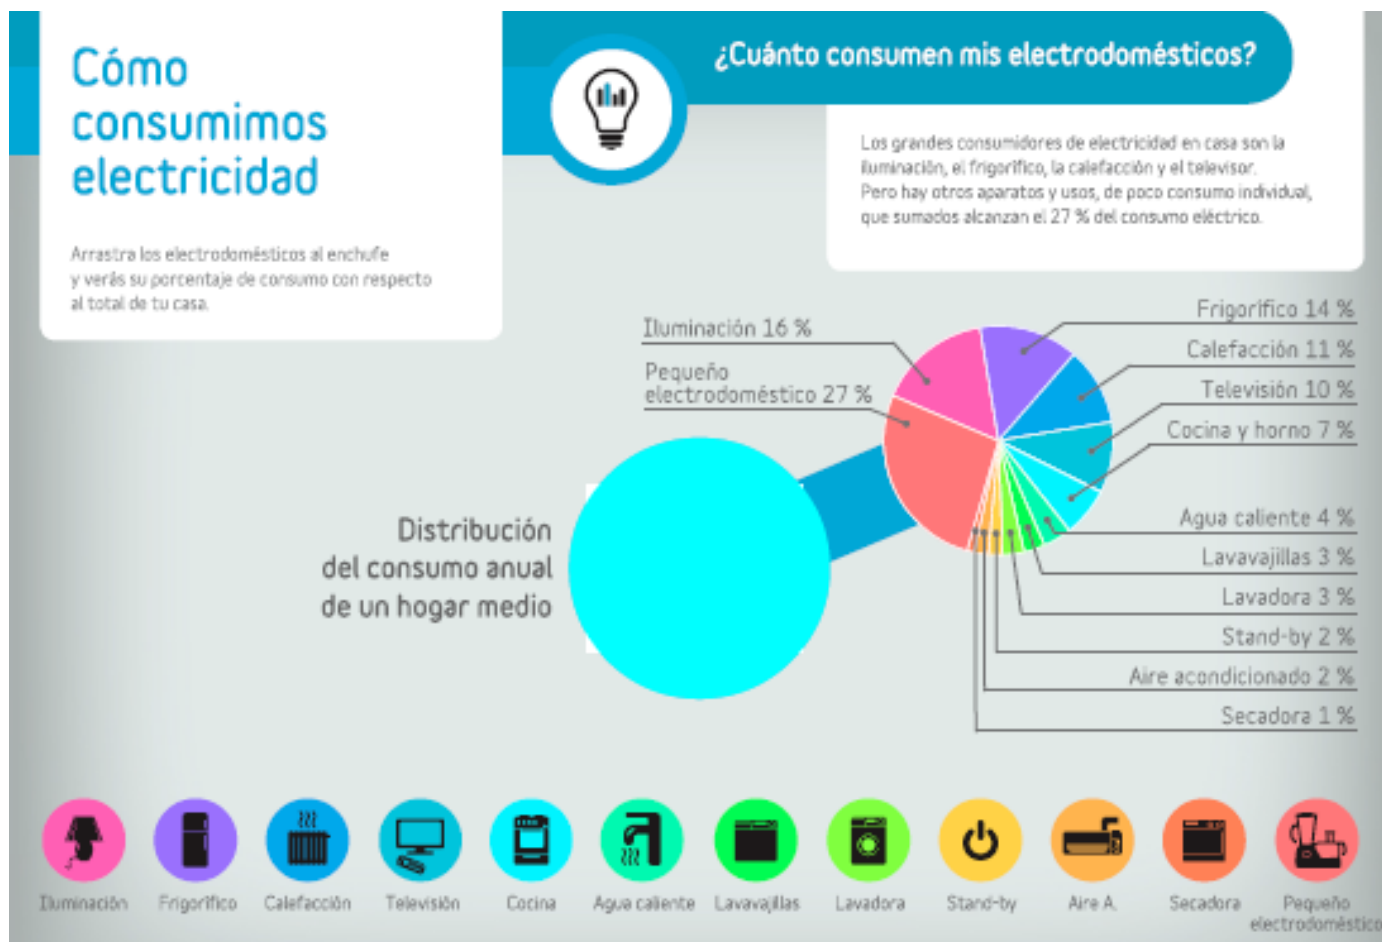 Cómo
consumimos
electricidad
Arrastra los electrodomésticos al enchufe
y verás su porcentaje de consumo con respecto
al total de tu casa.
¿Cuánto consumen mis electrodomésticos?
Los grandes consumidores de electricidad en casa son la
iluminación, el frigorífico, la calefacción y el televisor.
Pero hay otros aparatos y usos, de poco consumo individual,
que sumados alcanzan el 27 % del consumo eléctrico.
Iluminación 16 %
Pequeño
electrodoméstico 27 %
Frigorífico 14 %
Calefacción 11 %
Televisión 10 %
Cocina y horno 7 %
Agua caliente 4 %
Lavavajillas 3 %
Lavadora 3 %
Stand-by 2 %
Aire acondicionado 2 %
Secadora 1 %
Distribución
del consumo anual
de un hogar medio
Iluminación
Frigorífico
Calefacción
Televisión
Cocina
Agua caliente
Lavavajillas
Lavadora
Stand-by
Aire A.
Secadora
Pequeño
electrodoméstico